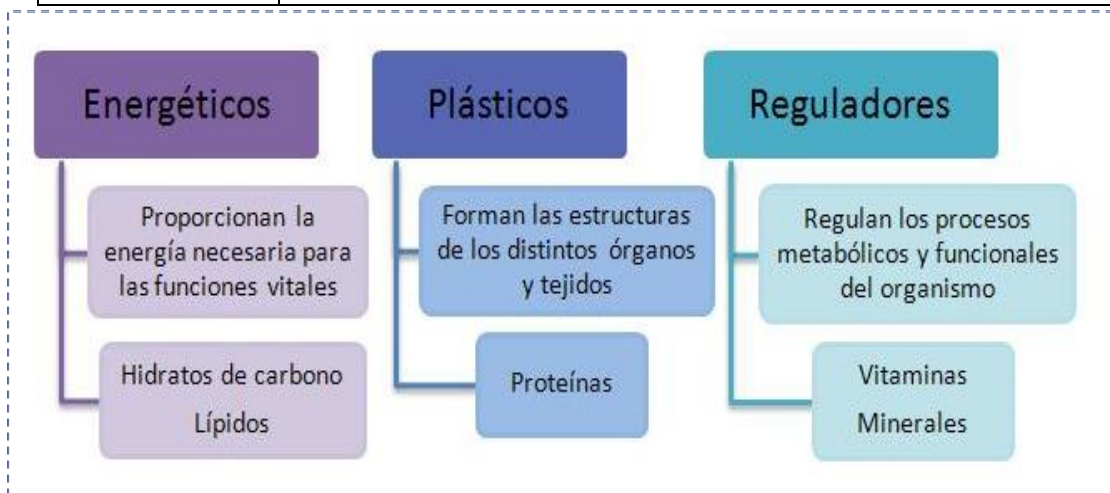 Energéticos
Proporcionan la
energía necesaria para
las funciones vitales
Hidratos de carbono
Lípidos
Plásticos
Forman las estructuras
de los distintos órganos
y tejidos
Proteínas
Reguladores
Regulan los procesos
metabólicos y funcionales
del organismo
Vitaminas
Minerales